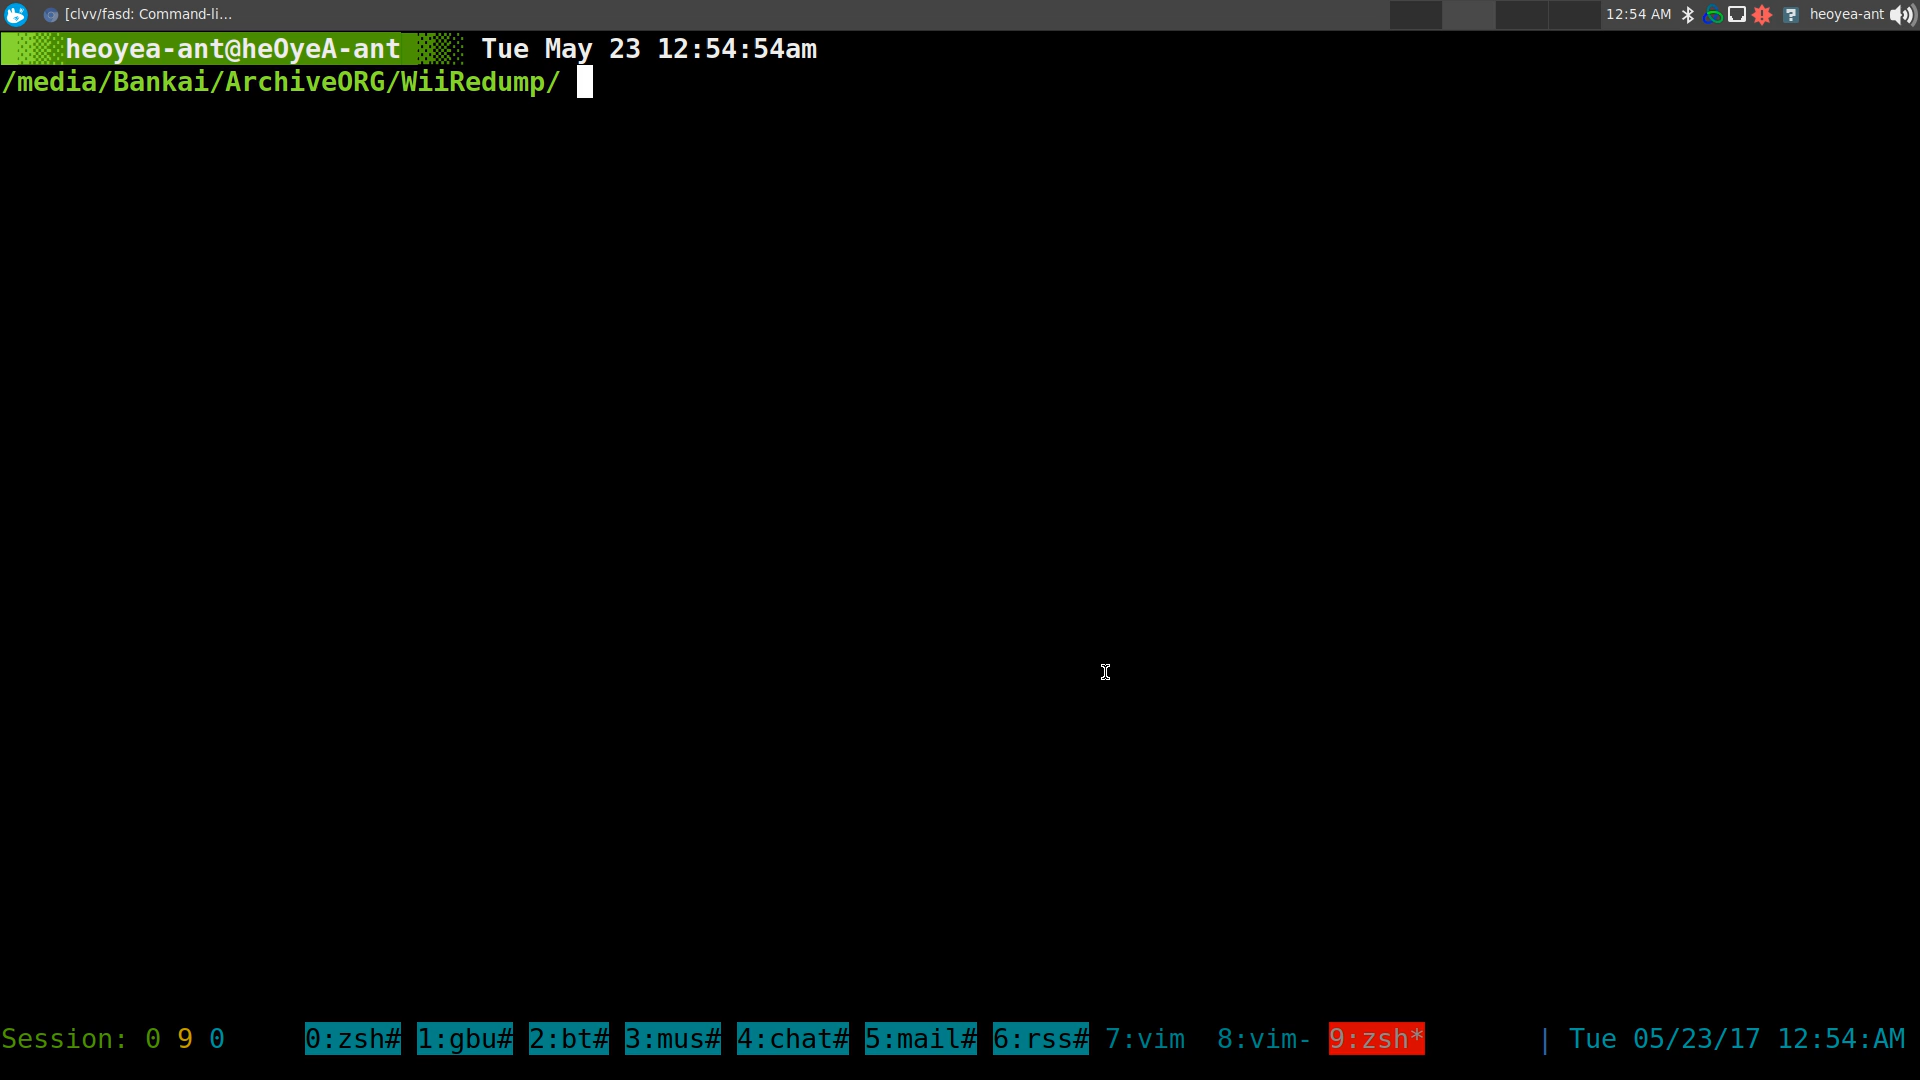 [clvv/fasd: Command-li... 12:54 AM heoyea-ant
heoyea-ant@heOyeA-ant Tue May 23 12:54:54am
/media/Bankai/ArchiveORG/WiiRedump/
Session: 0 9 0 0:zsh# 1:gbu# 2:bt# 3:mus# 4:chat# 5:mail# 6:rss# 7:vim 8:vim- 9:zsh* | Tue 05/23/17 12:54:AM